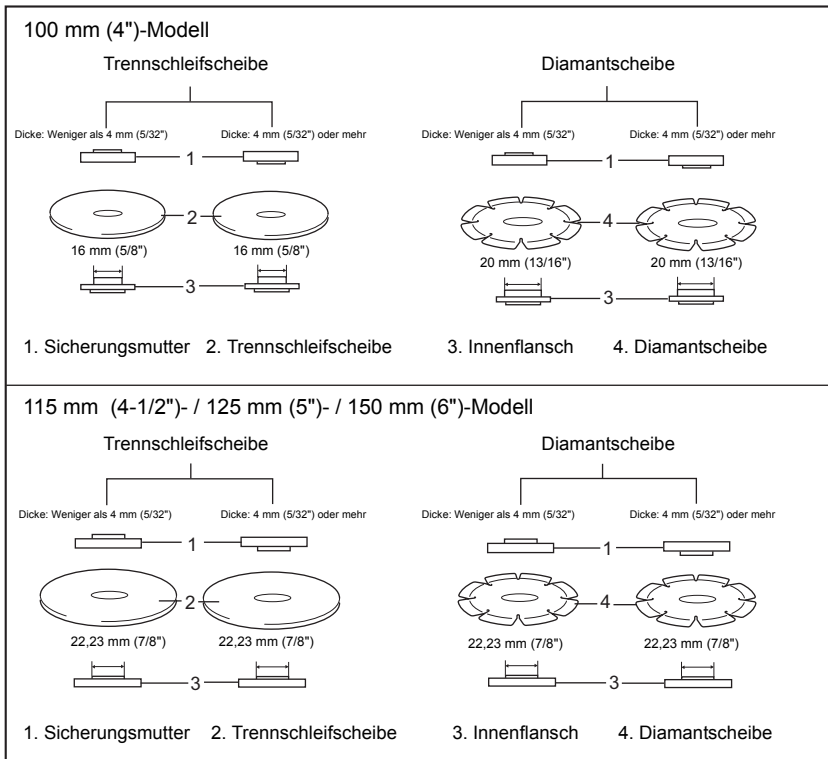 100 mm (4")-Modell
Trennschleifscheibe Diamantscheibe
Dicke: Weniger als 4 mm (5/32") Dicke: 4 mm (5/32") oder mehr Dicke: Weniger als 4 mm (5/32") Dicke: 4 mm (5/32") oder mehr
1 1
2 4
16 mm (5/8") 16 mm (5/8") 20 mm (13/16") 20 mm (13/16")
3 3
1. Sicherungsmutter 2. Trennschleifscheibe 3. Innenflansch 4. Diamantscheibe
115 mm (4-1/2")- / 125 mm (5")- / 150 mm (6")-Modell
Trennschleifscheibe Diamantscheibe
Dicke: Weniger als 4 mm (5/32") Dicke: 4 mm (5/32") oder mehr Dicke: Weniger als 4 mm (5/32") Dicke: 4 mm (5/32") oder mehr
1 1
2 4
22,23 mm (7/8") 22,23 mm (7/8") 22,23 mm (7/8") 22,23 mm (7/8")
3 3
1. Sicherungsmutter 2. Trennschleifscheibe 3. Innenflansch 4. Diamantscheibe